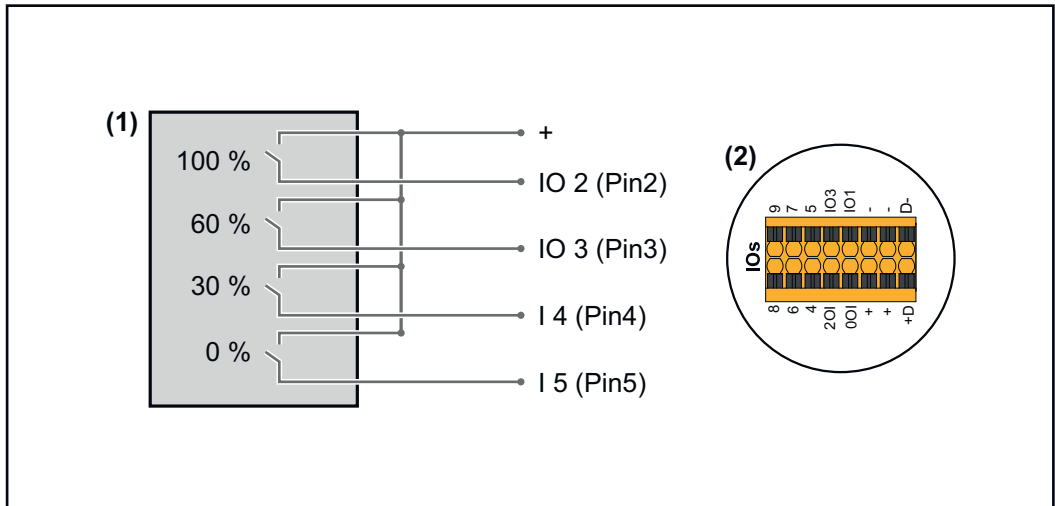 (1)
100 %
60 %
30 %
0 %
+
IO 2 (Pin2)
IO 3 (Pin3)
I 4 (Pin4)
I 5 (Pin5)
(2)
IOs
9 7 5 IO3 IO1 - - D-
8 6 4 2OI 0OI + + +D